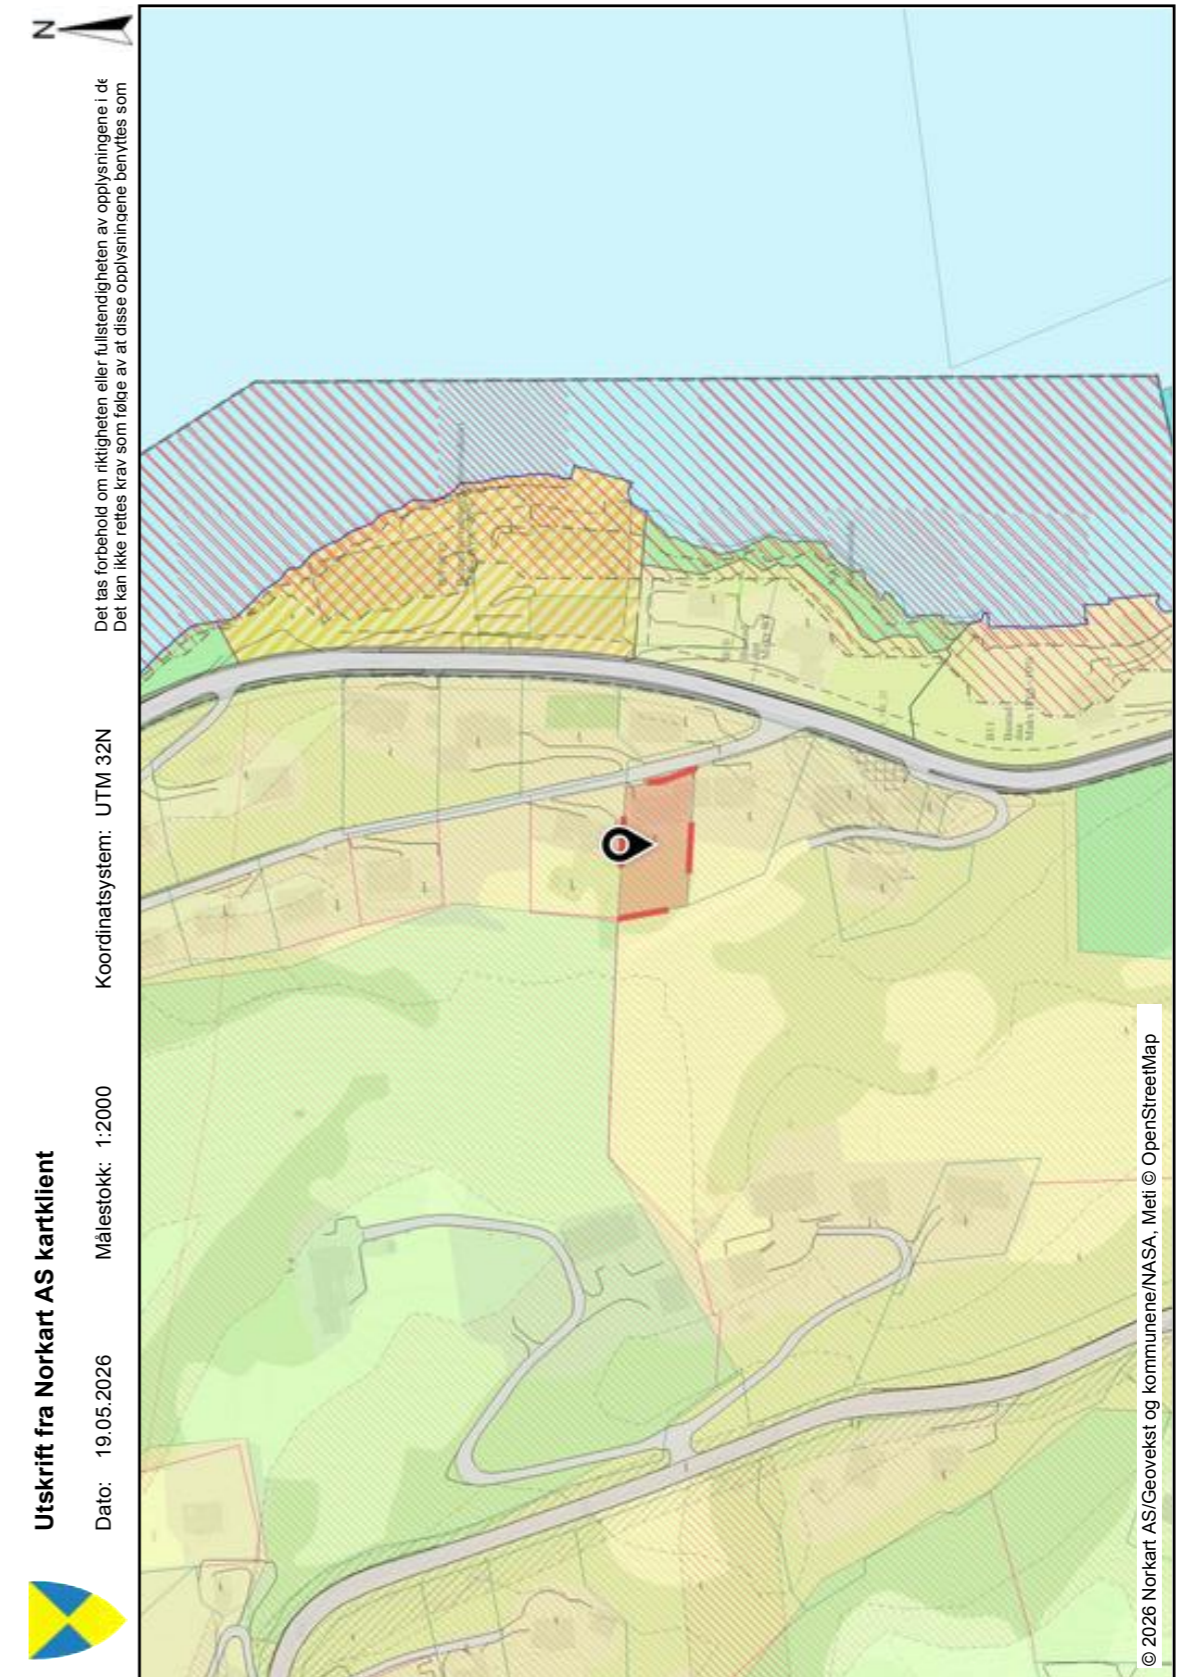 Utskrift fra Norkart AS kartklient
Dato: 19.05.2026 Målestokk: 1:2000 Koordinatsystem: UTM 32N
Det tas forbehold om riktigheten eller fullstendigheten av opplysningene i de
Det kan ikke rettes krav som følge av at disse opplysningene benyttes som
N
© 2026 Norkart AS/Geovekst og kommunene/NASA, Meti © OpenStreetMap